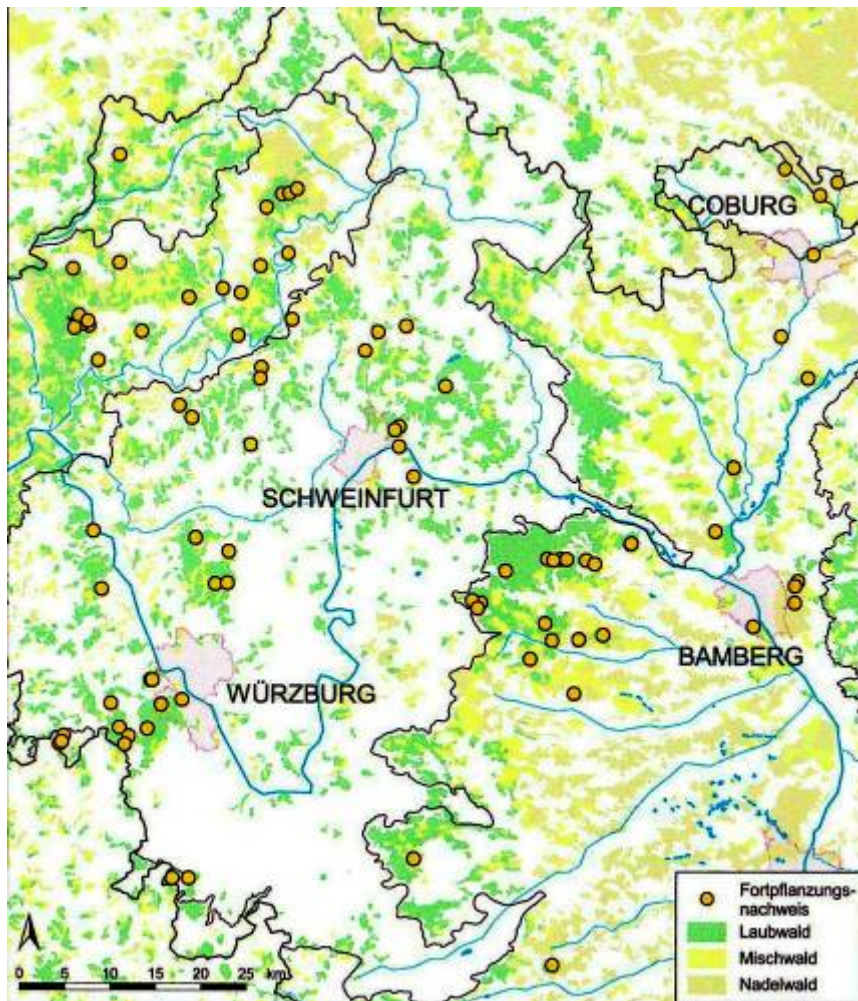 COBURG
SCHWEINFURT
WÜRZBURG
BAMBERG
Fortpflanzungs-
nachweis
Laubwald
Mischwald
Nadelwald
0 5 10 15 20 25 km